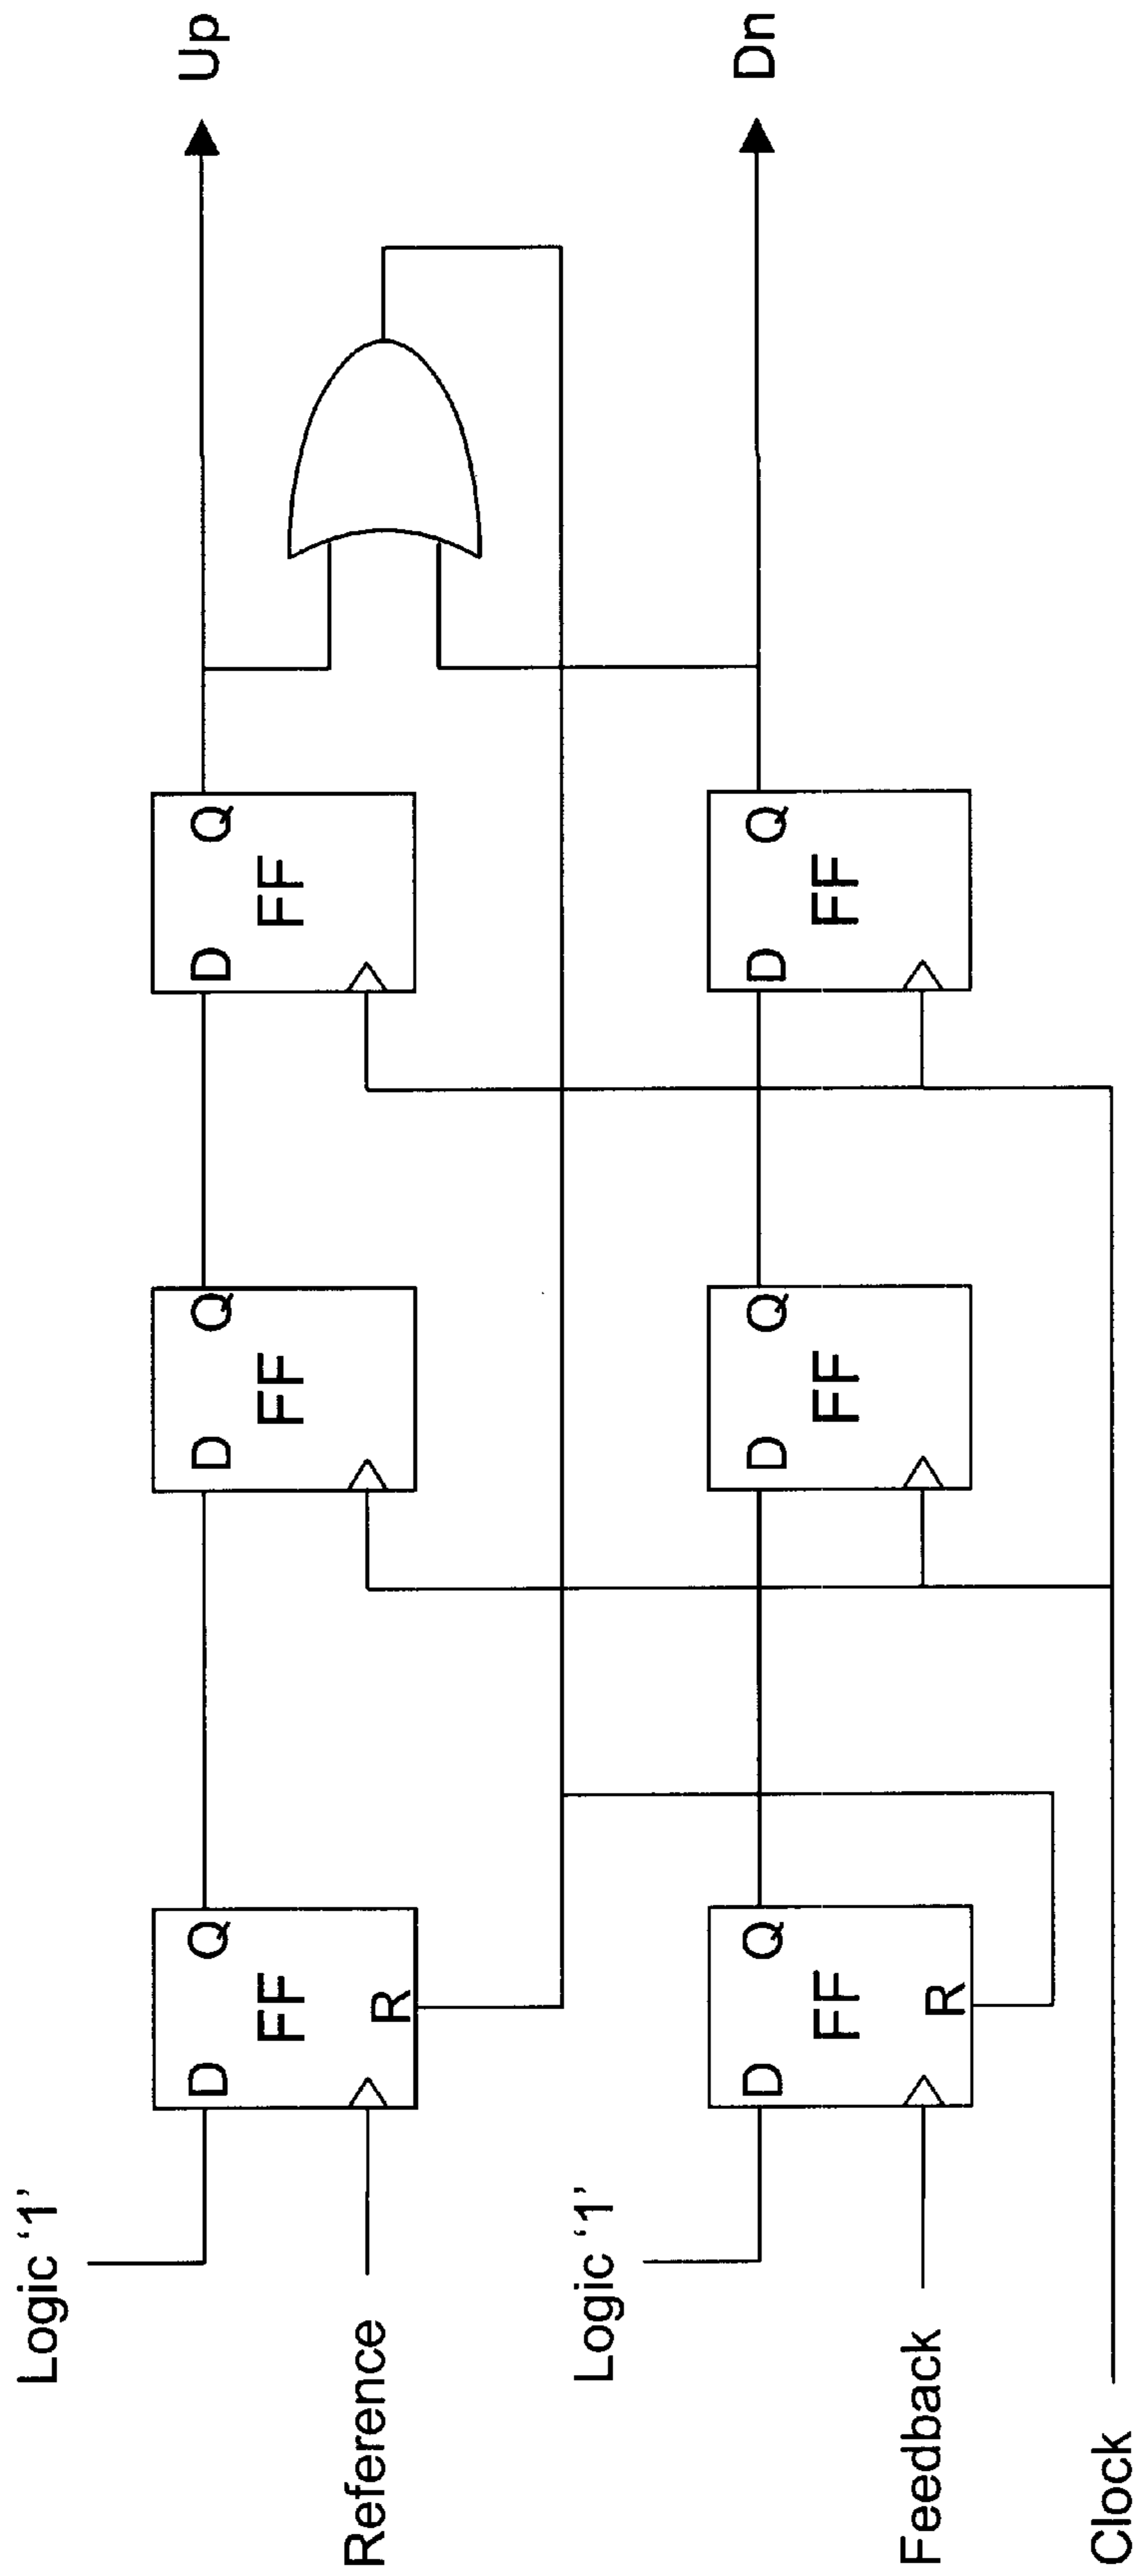 Logic ‘1’
D Q D Q D Q Up
FF FF FF
R
Reference
Logic ‘1’
D Q D Q D Q Dn
FF FF FF
R
Feedback
Clock